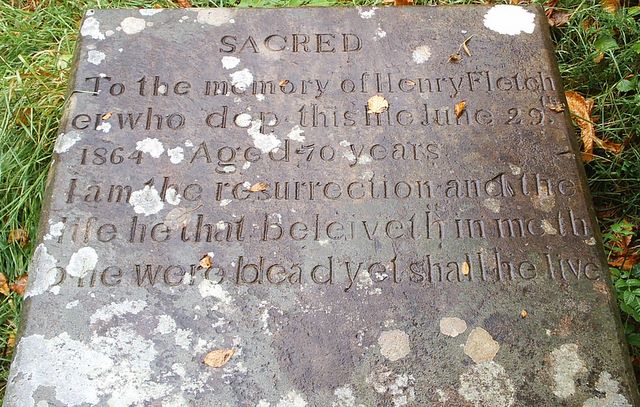 SACRED
To the memory of Henry Fletch
er who dep this life June 29th
1864 Aged 70 years
I am the resurrection and the
life he that Beleiveth in me th
o he were dead yet shall he live